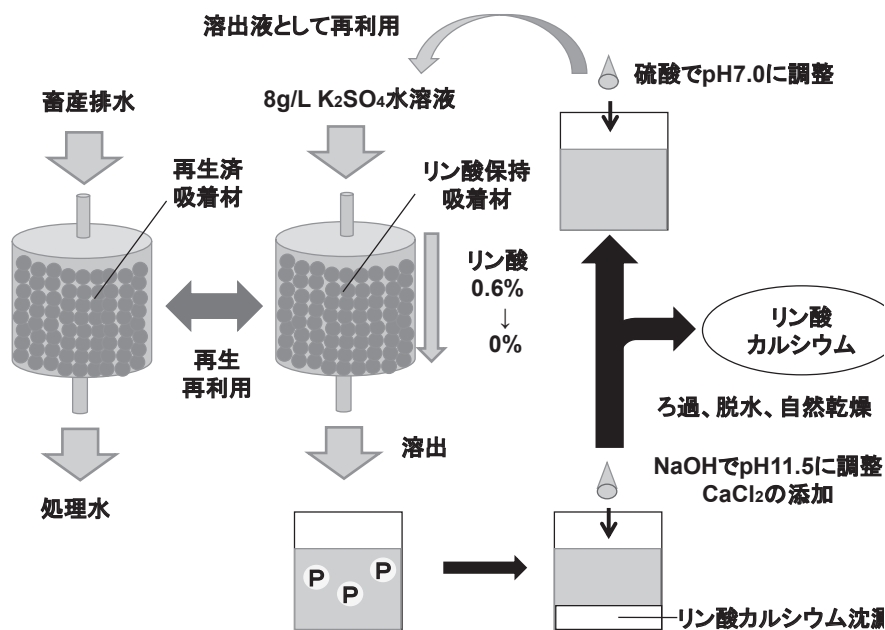 溶出液として再利用
硫酸でpH7.0に調整
畜産排水
8g/L K₂SO₄水溶液
再生済
吸着材
リン酸保持
吸着材
リン酸
0.6%
↓
0%
リン酸
カルシウム
再生
再利用
ろ過、脱水、自然乾燥
溶出
NaOHでpH11.5に調整
CaCl₂の添加
処理水
P
P
P
リン酸カルシウム沈澱